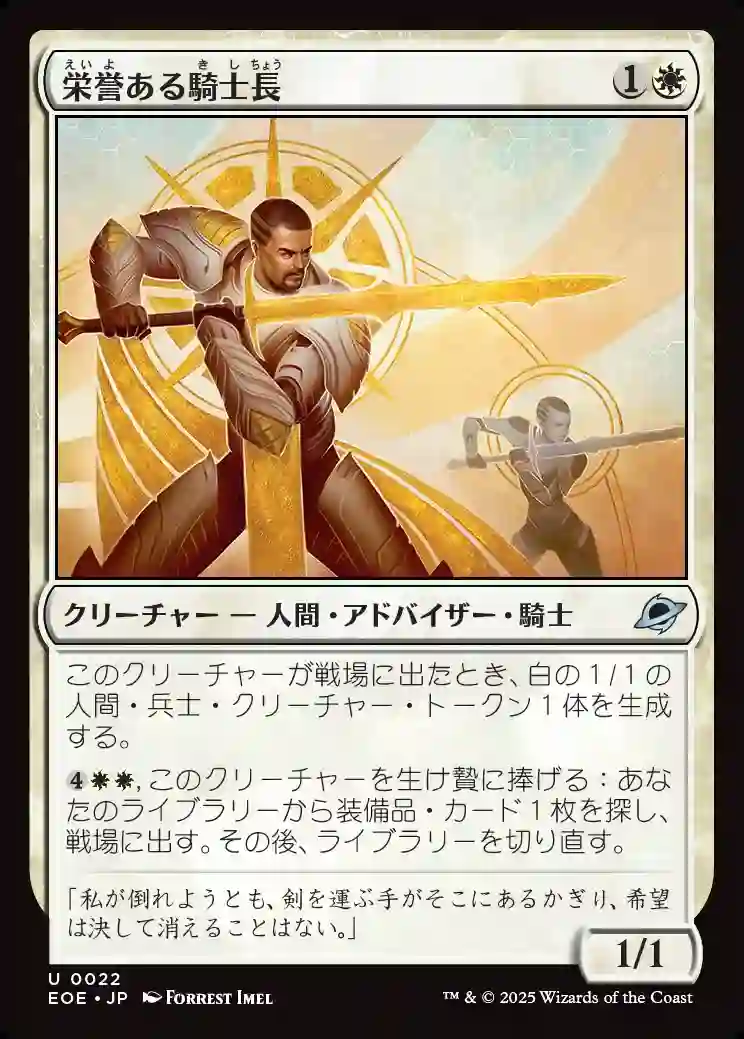 えいよ きしちょう
栄誉ある騎士長 1
クリーチャー ― 人間・アドバイザー・騎士
このクリーチャーが戦場に出たとき、白の1/1の
人間・兵士・クリーチャー・トークン1体を生成
する。
4, このクリーチャーを生け贄に捧げる：あな
たのライブラリーから装備品・カード1枚を探し、
戦場に出す。その後、ライブラリーを切り直す。
「私が倒れようとも、剣を運ぶ手がそこにあるかぎり、希望
は決して消えることはない。」
1/1
U 0022
EOE • JP FORREST IMEL
™ & © 2025 Wizards of the Coast